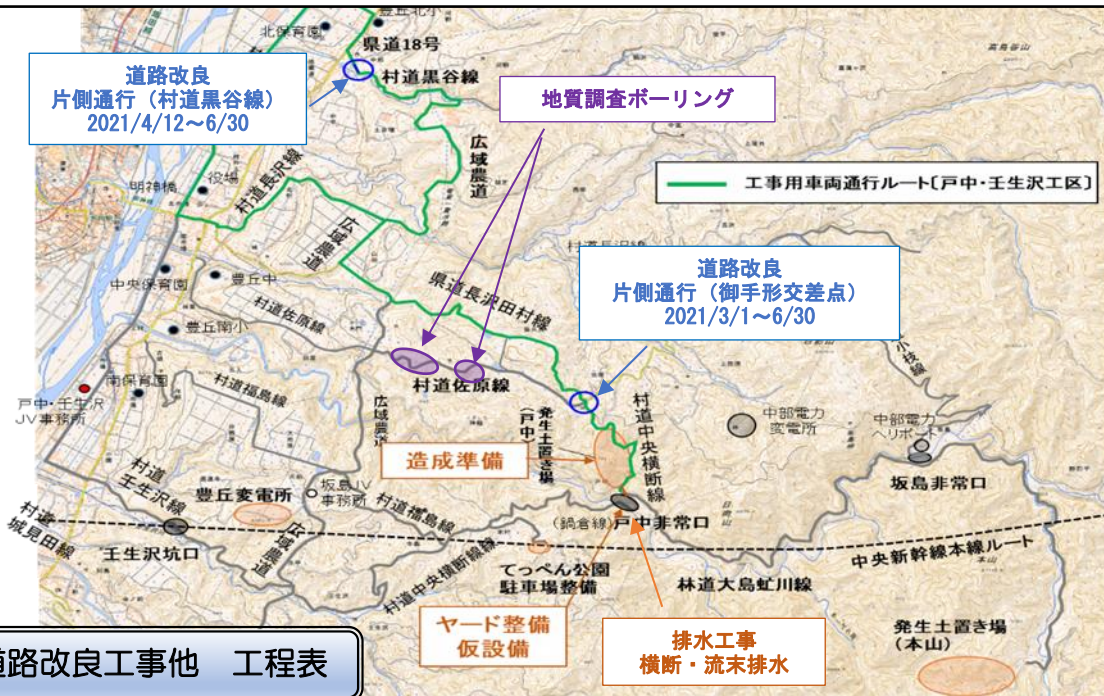 豊丘北小
北保育園
県道18号
村道黒谷線
道路改良
片側通行（村道黒谷線）
2021/4/12～6/30
地質調査ボーリング
広域農道
工事用車両通行ルート〔戸中・壬生沢工区〕
明神橋
役場
村道長沢線
広域農道
県道長沢田村線
道路改良
片側通行（御手形交差点）
2021/3/1～6/30
中央保育園
豊丘中
村道佐原線
豊丘南小
村道佐原線
南保育園
戸中・壬生沢
JV事務所
村道福島線
広域農道
発生土置き場
（戸中）
村道中央横断線
中部電力
変電所
中部電力
ヘリポート
小枝線
造成準備
坂島非常口
村道
壬生沢線
豊丘変電所
坂島JV
事務所
村道福島線
（鍋倉線）
戸中非常口
村道
城見田線
壬生沢坑口
広域農道
村道中央横断線
てっぺん公園
駐車場整備
林道大島虻川線
中央新幹線本線ルート
ヤード整備
仮設備
排水工事
横断・流末排水
発生土置き場
（本山）
道路改良工事他　工程表